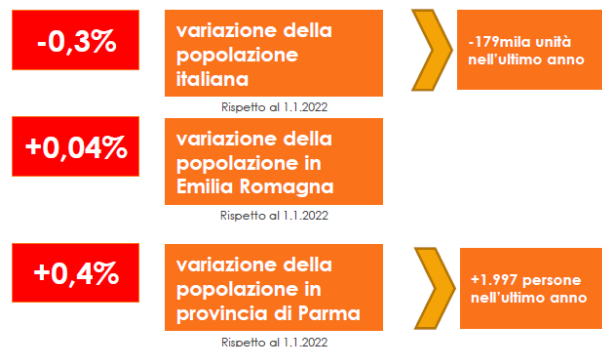 -0,3%
variazione della
popolazione
italiana
-179mila unità
nell'ultimo anno
Rispetto al 1.1.2022
+0,04%
variazione della
popolazione in
Emilia Romagna
Rispetto al 1.1.2022
+0,4%
variazione della
popolazione in
provincia di Parma
+1.997 persone
nell'ultimo anno
Rispetto al 1.1.2022